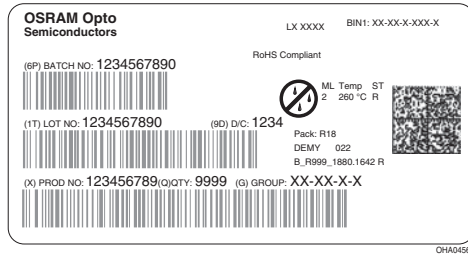 OSRAM Opto
Semiconductors
LX XXXX
BIN1: XX-XX-X-XXX-X
RoHS Compliant
(6P) BATCH NO: 1234567890
ML Temp ST
2 260 °C R
(1T) LOT NO: 1234567890
(9D) D/C: 1234
Pack: R18
DEMY 022
B_R999_1880.1642 R
(X) PROD NO: 123456789(Q)QTY: 9999 (G) GROUP: XX-XX-X-X
OHA04563